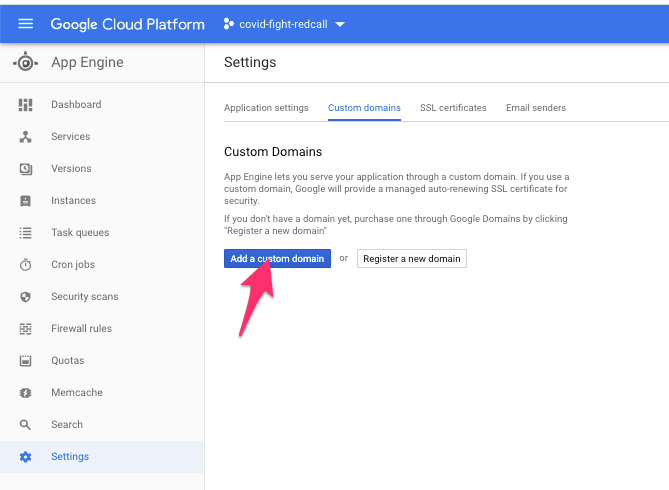 Google Cloud Platform
covid-fight-redcall
App Engine
Settings
Dashboard
Services
Versions
Instances
Task queues
Cron jobs
Security scans
Firewall rules
Quotas
Memcache
Search
Settings
Application settings
Custom domains
SSL certificates
Email senders
Custom Domains
App Engine lets you serve your application through a custom domain. If you use a
custom domain, Google will provide a managed auto-renewing SSL certificate for
security.
If you don't have a domain yet, purchase one through Google Domains by clicking
"Register a new domain"
Add a custom domain or Register a new domain